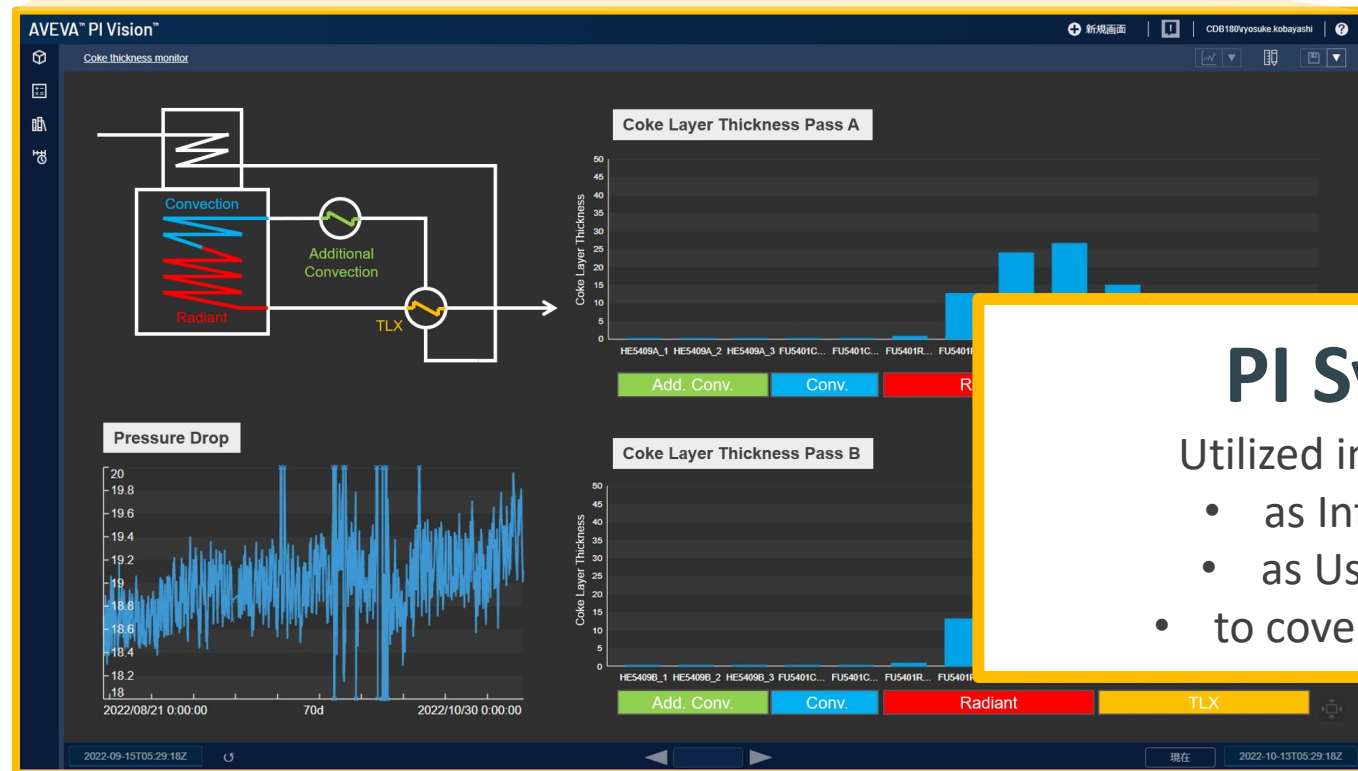 AVEVA™ PI Vision™
新規画面
CDB180\ryosuke.kobayashi
?
Coke thickness monitor
Convection
Radiant
Additional
Convection
TLX
Coke Layer Thickness Pass A
Coke Layer Thickness
50
45
40
35
30
25
20
15
10
5
0
HE5409A_1 HE5409A_2 HE5409A_3 FU5401C... FU5401C... FU5401R...
Add. Conv.
Conv.
Pressure Drop
20
19.8
19.6
19.4
19.2
19
18.8
18.6
18.4
18.2
18
2022/08/21 0:00:00
70d
2022/10/30 0:00:00
Coke Layer Thickness Pass B
Coke Layer Thickness
50
45
40
35
30
25
20
15
10
5
0
HE5409B_1 HE5409B_2 HE5409B_3 FU5401C... FU5401C... FU5401R...
Add. Conv.
Conv.
Radiant
TLX
PI
Utilized
as
as
to
2022-09-15T05:29:18Z
現在
2022-10-13T05:29:18Z